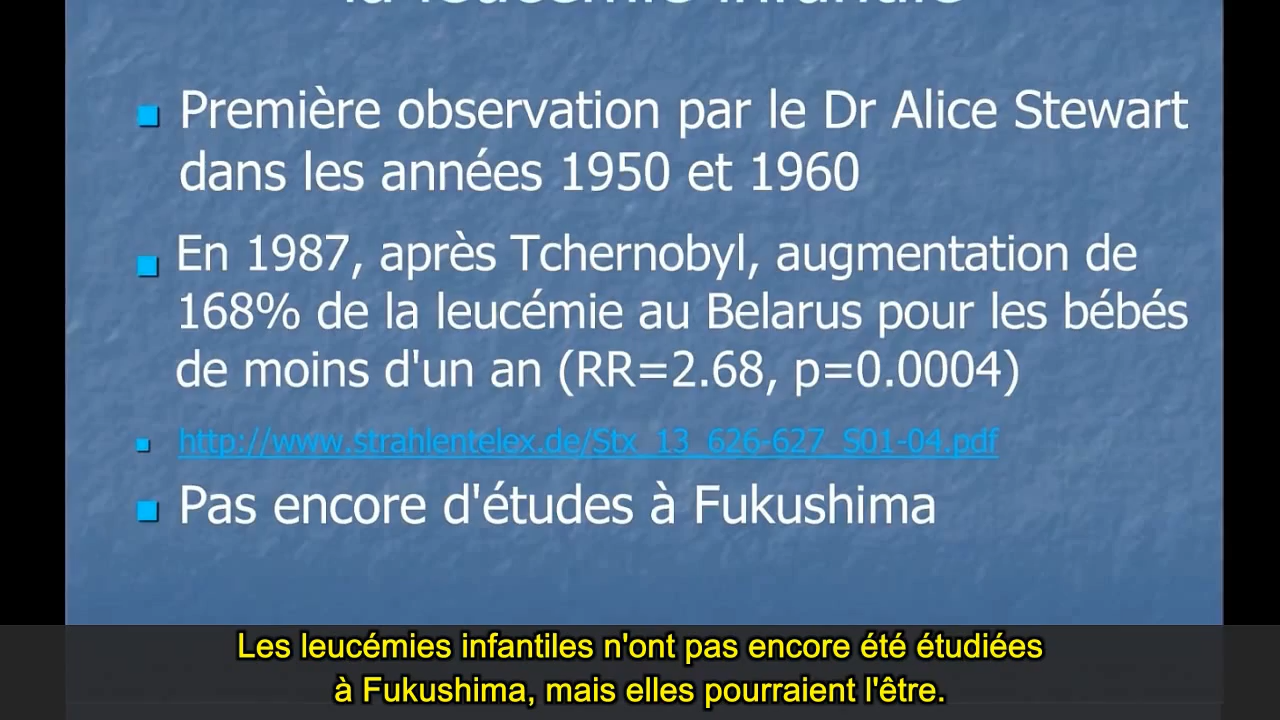 la leucémie infantile
Première observation par le Dr Alice Stewart
dans les années 1950 et 1960
En 1987, après Tchernobyl, augmentation de
168% de la leucémie au Belarus pour les bébés
de moins d'un an (RR=2.68, p=0.0004)
http://www.strahlentelex.de/Stx_13_626-627_S01-04.pdf
Pas encore d'études à Fukushima
Les leucémies infantiles n'ont pas encore été étudiées
à Fukushima, mais elles pourraient l'être.